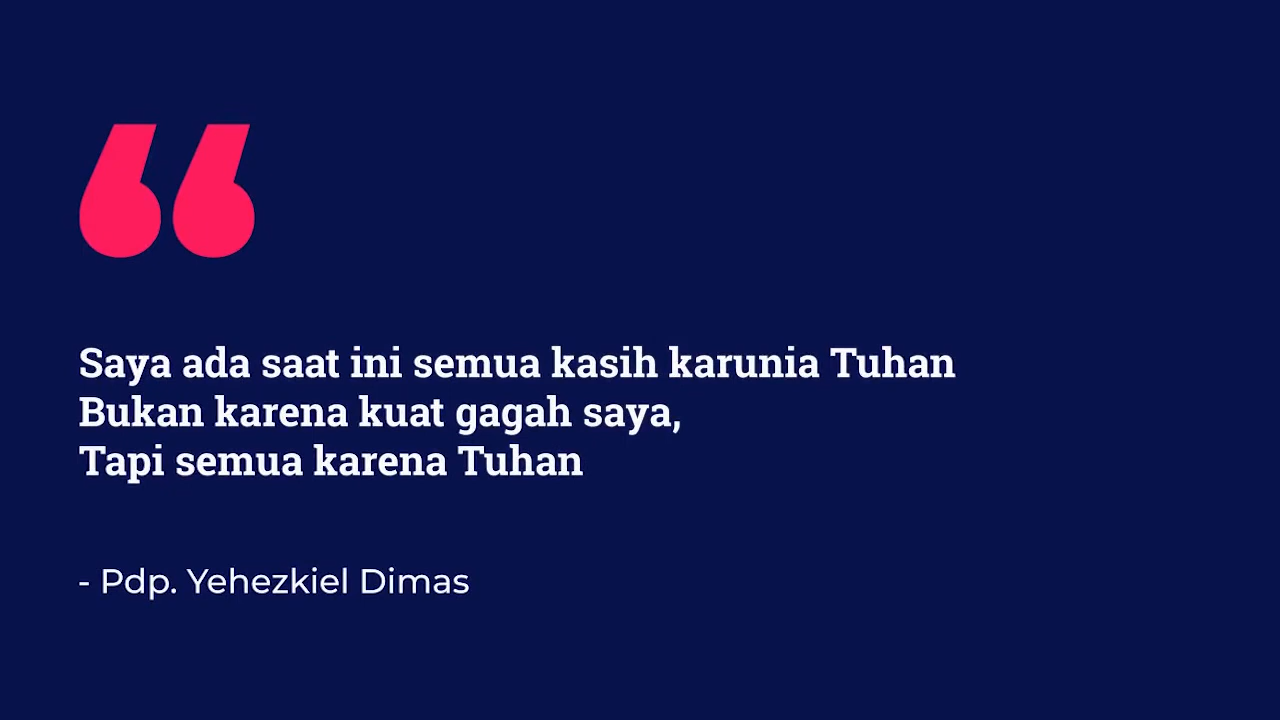 Saya ada saat ini semua kasih karunia Tuhan
Bukan karena kuat gagah saya,
Tapi semua karena Tuhan
- Pdp. Yehezkiel Dimas